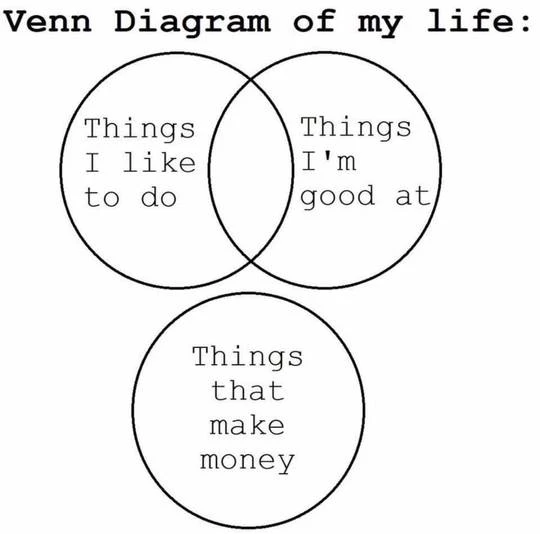 Venn Diagram of my life:
Things
I like
to do
Things
I'm
good at
Things
that
make
money